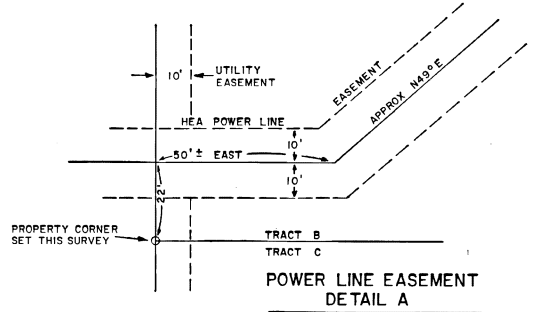 10'
UTILITY
EASEMENT
EASEMENT
APPROX N49°E
HEA POWER LINE
50'± EAST
10'
10'
22'
PROPERTY CORNER
SET THIS SURVEY
TRACT B
TRACT C
POWER LINE EASEMENT
DETAIL A